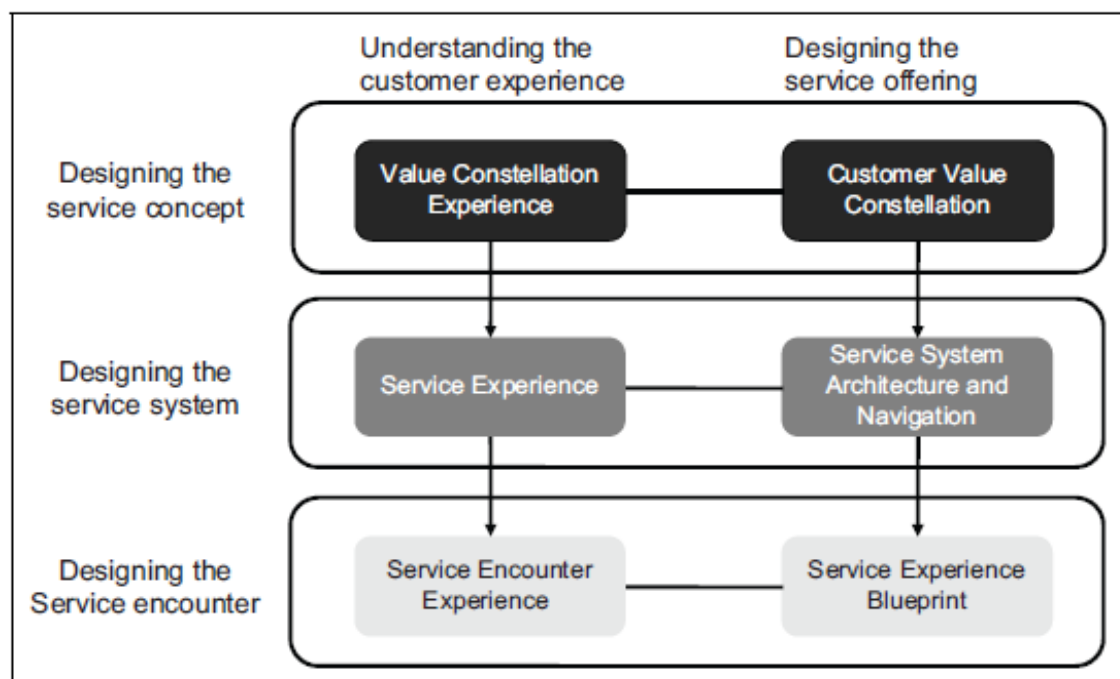 Understanding the
customer experience
Designing the
service offering
Designing the
service concept
Value Constellation
Experience
Customer Value
Constellation
Designing the
service system
Service Experience
Service System
Architecture and
Navigation
Designing the
Service encounter
Service Encounter
Experience
Service Experience
Blueprint